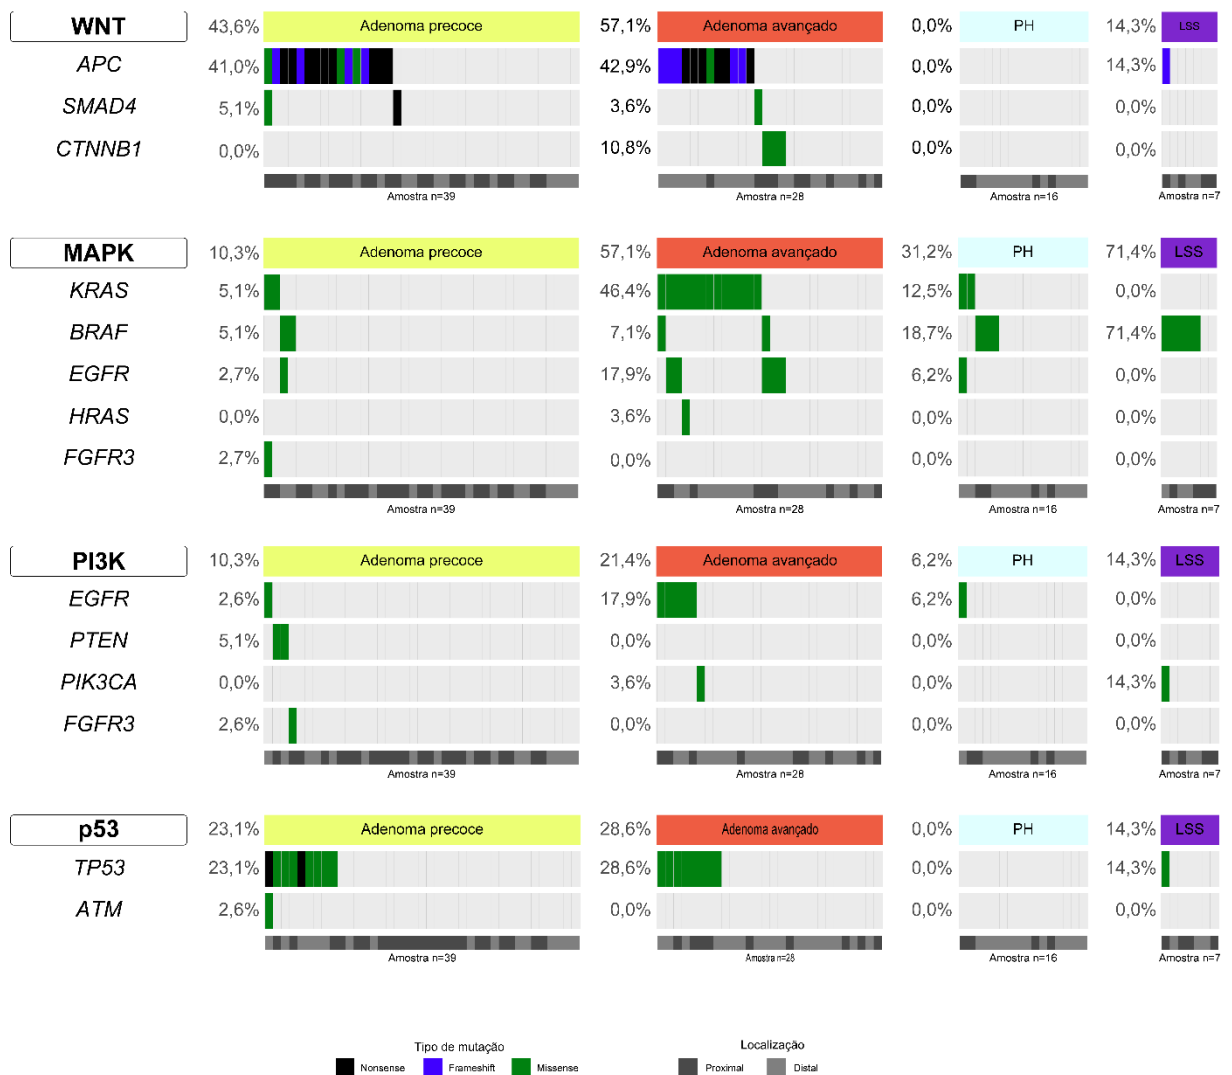 WNT 43,6% Adenoma precoce 57,1% Adenoma avançado 0,0% PH 14,3% LSS
APC 41,0% 42,9% 0,0% 14,3%
SMAD4 5,1% 3,6% 0,0% 0,0%
CTNNB1 0,0% 10,8% 0,0% 0,0%
Amostra n=39 Amostra n=28 Amostra n=16 Amostra n=7
MAPK 10,3% Adenoma precoce 57,1% Adenoma avançado 31,2% PH 71,4% LSS
KRAS 5,1% 46,4% 12,5% 0,0%
BRAF 5,1% 7,1% 18,7% 71,4%
EGFR 2,7% 17,9% 6,2% 0,0%
HRAS 0,0% 3,6% 0,0% 0,0%
FGFR3 2,7% 0,0% 0,0% 0,0%
Amostra n=39 Amostra n=28 Amostra n=16 Amostra n=7
PI3K 10,3% Adenoma precoce 21,4% Adenoma avançado 6,2% PH 14,3% LSS
EGFR 2,6% 17,9% 6,2% 0,0%
PTEN 5,1% 0,0% 0,0% 0,0%
PIK3CA 0,0% 3,6% 0,0% 14,3%
FGFR3 2,6% 0,0% 0,0% 0,0%
Amostra n=39 Amostra n=28 Amostra n=16 Amostra n=7
p53 23,1% Adenoma precoce 28,6% Adenoma avançado 0,0% PH 14,3% LSS
TP53 23,1% 28,6% 0,0% 14,3%
ATM 2,6% 0,0% 0,0% 0,0%
Amostra n=39 Amostra n=28 Amostra n=16 Amostra n=7
Tipo de mutação Localização
Nonsense Frameshift Missense Proximal Distal